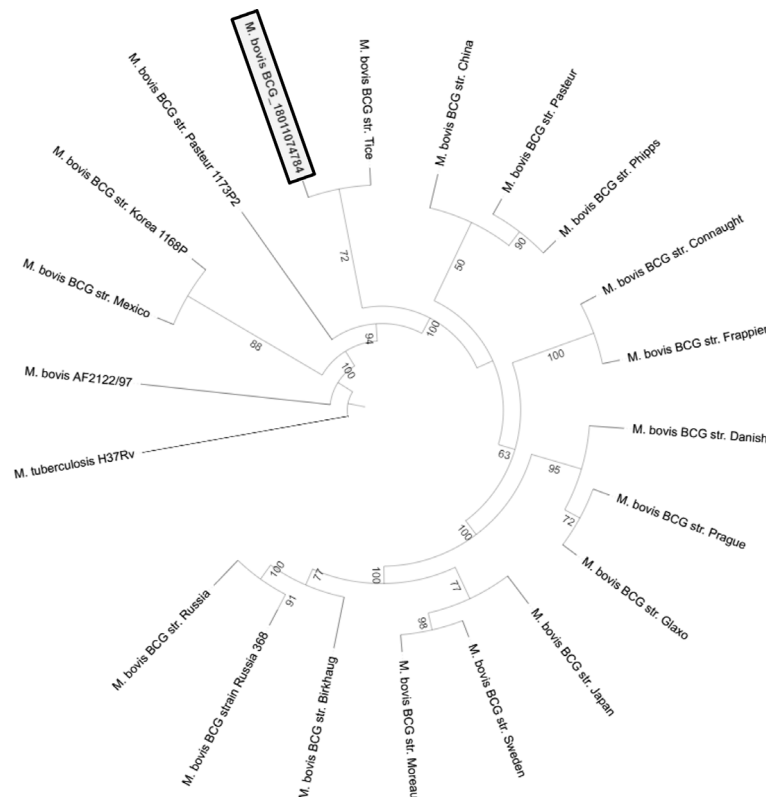 M. bovis BCG_18011074784
M. bovis BCG str. Tice
M. bovis BCG str. China
M. bovis BCG str. Pasteur
M. bovis BCG str. Phipps
M. bovis BCG str. Connaught
M. bovis BCG str. Frappier
M. bovis BCG str. Danish
M. bovis BCG str. Prague
M. bovis BCG str. Glaxo
M. bovis BCG str. Japan
M. bovis BCG str. Sweden
M. bovis BCG str. Moreau
M. bovis BCG str. Birkhaug
M. bovis BCG strain Russia 368
M. bovis BCG str. Russia
M. tuberculosis H37Rv
M. bovis AF2122/97
M. bovis BCG str. Mexico
M. bovis BCG str. Korea 1168P
M. bovis BCG str. Pasteur 1173P2
72
50
90
100
100
94
88
100
63
95
72
100
100
77
98
77
100
91